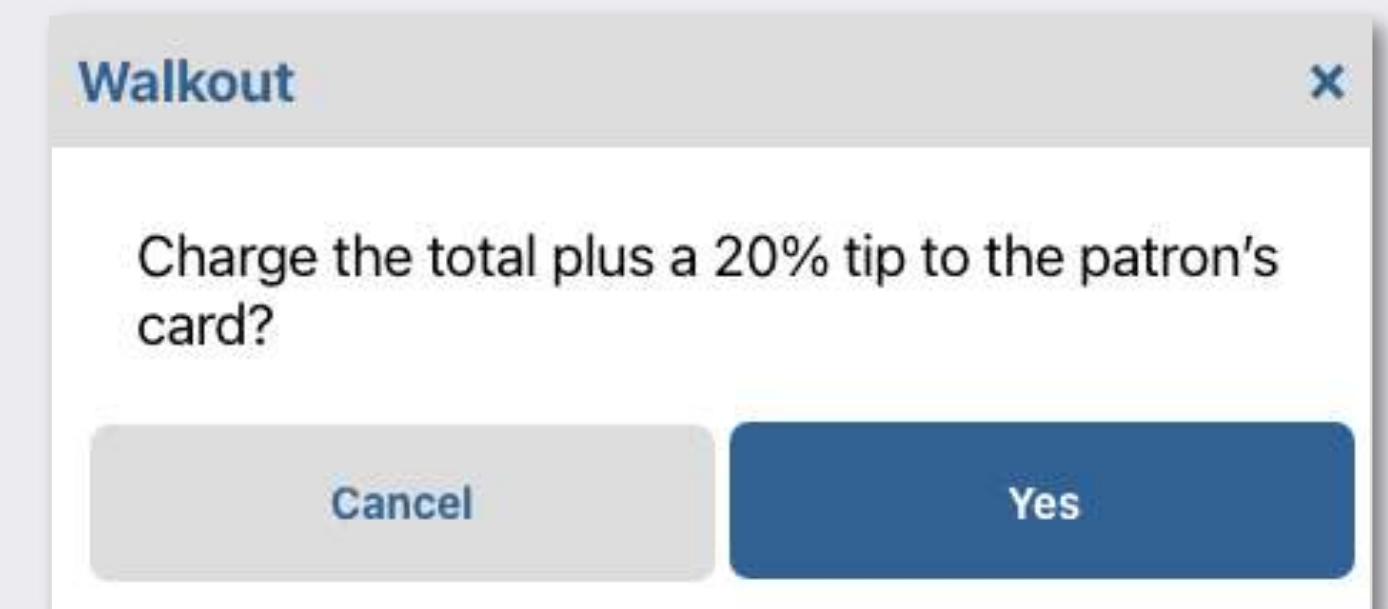 Walkout ×
Charge the total plus a 20% tip to the patron’s
card?
Cancel Yes